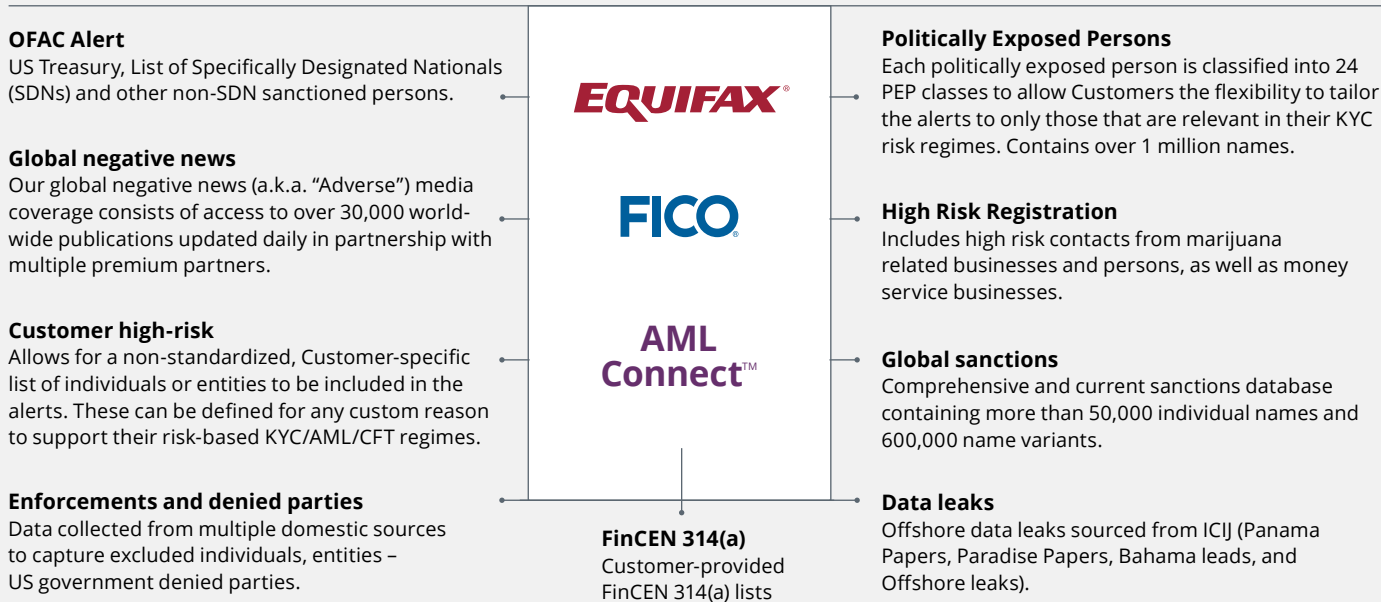 OFAC Alert
US Treasury, List of Specifically Designated Nationals
(SDNs) and other non-SDN sanctioned persons.
Global negative news
Our global negative news (a.k.a. “Adverse”) media
coverage consists of access to over 30,000 world-
wide publications updated daily in partnership with
multiple premium partners.
Customer high-risk
Allows for a non-standardized, Customer-specific
list of individuals or entities to be included in the
alerts. These can be defined for any custom reason
to support their risk-based KYC/AML/CFT regimes.
Enforcements and denied parties
Data collected from multiple domestic sources
to capture excluded individuals, entities –
US government denied parties.
EQUIFAX®
FICO®
AML
Connect™
FinCEN 314(a)
Customer-provided
FinCEN 314(a) lists
Politically Exposed Persons
Each politically exposed person is classified into 24
PEP classes to allow Customers the flexibility to tailor
the alerts to only those that are relevant in their KYC
risk regimes. Contains over 1 million names.
High Risk Registration
Includes high risk contacts from marijuana
related businesses and persons, as well as money
service businesses.
Global sanctions
Comprehensive and current sanctions database
containing more than 50,000 individual names and
600,000 name variants.
Data leaks
Offshore data leaks sourced from ICIJ (Panama
Papers, Paradise Papers, Bahama leads, and
Offshore leaks).